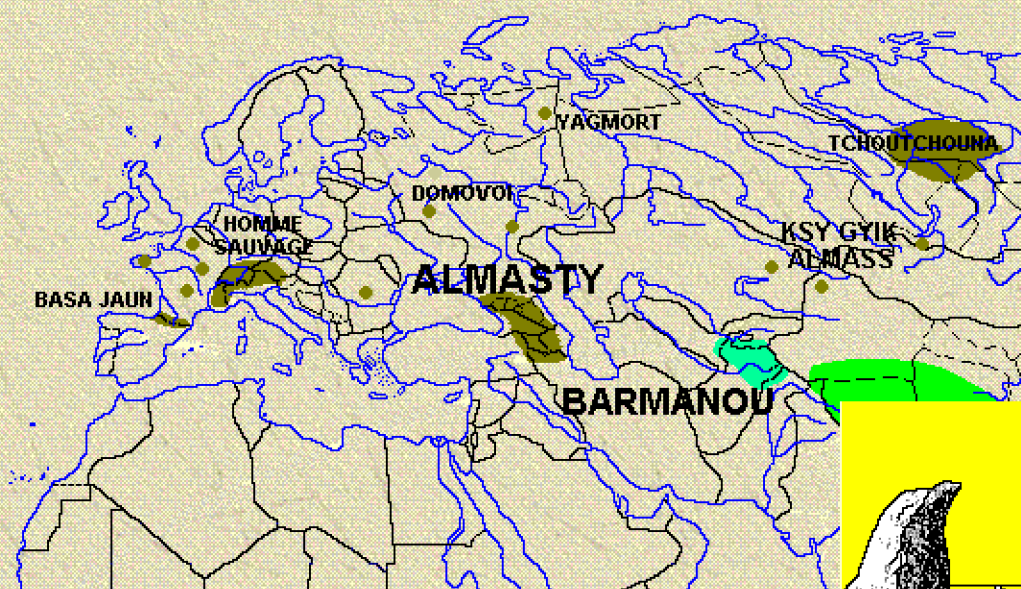 YAGMORT
TCHOUTCHOUNA
DOMOVOI
HOMME
SAUVAGE
KSY GYIK
ALMASS
ALMASTY
BASA JAUN
BARMANOU